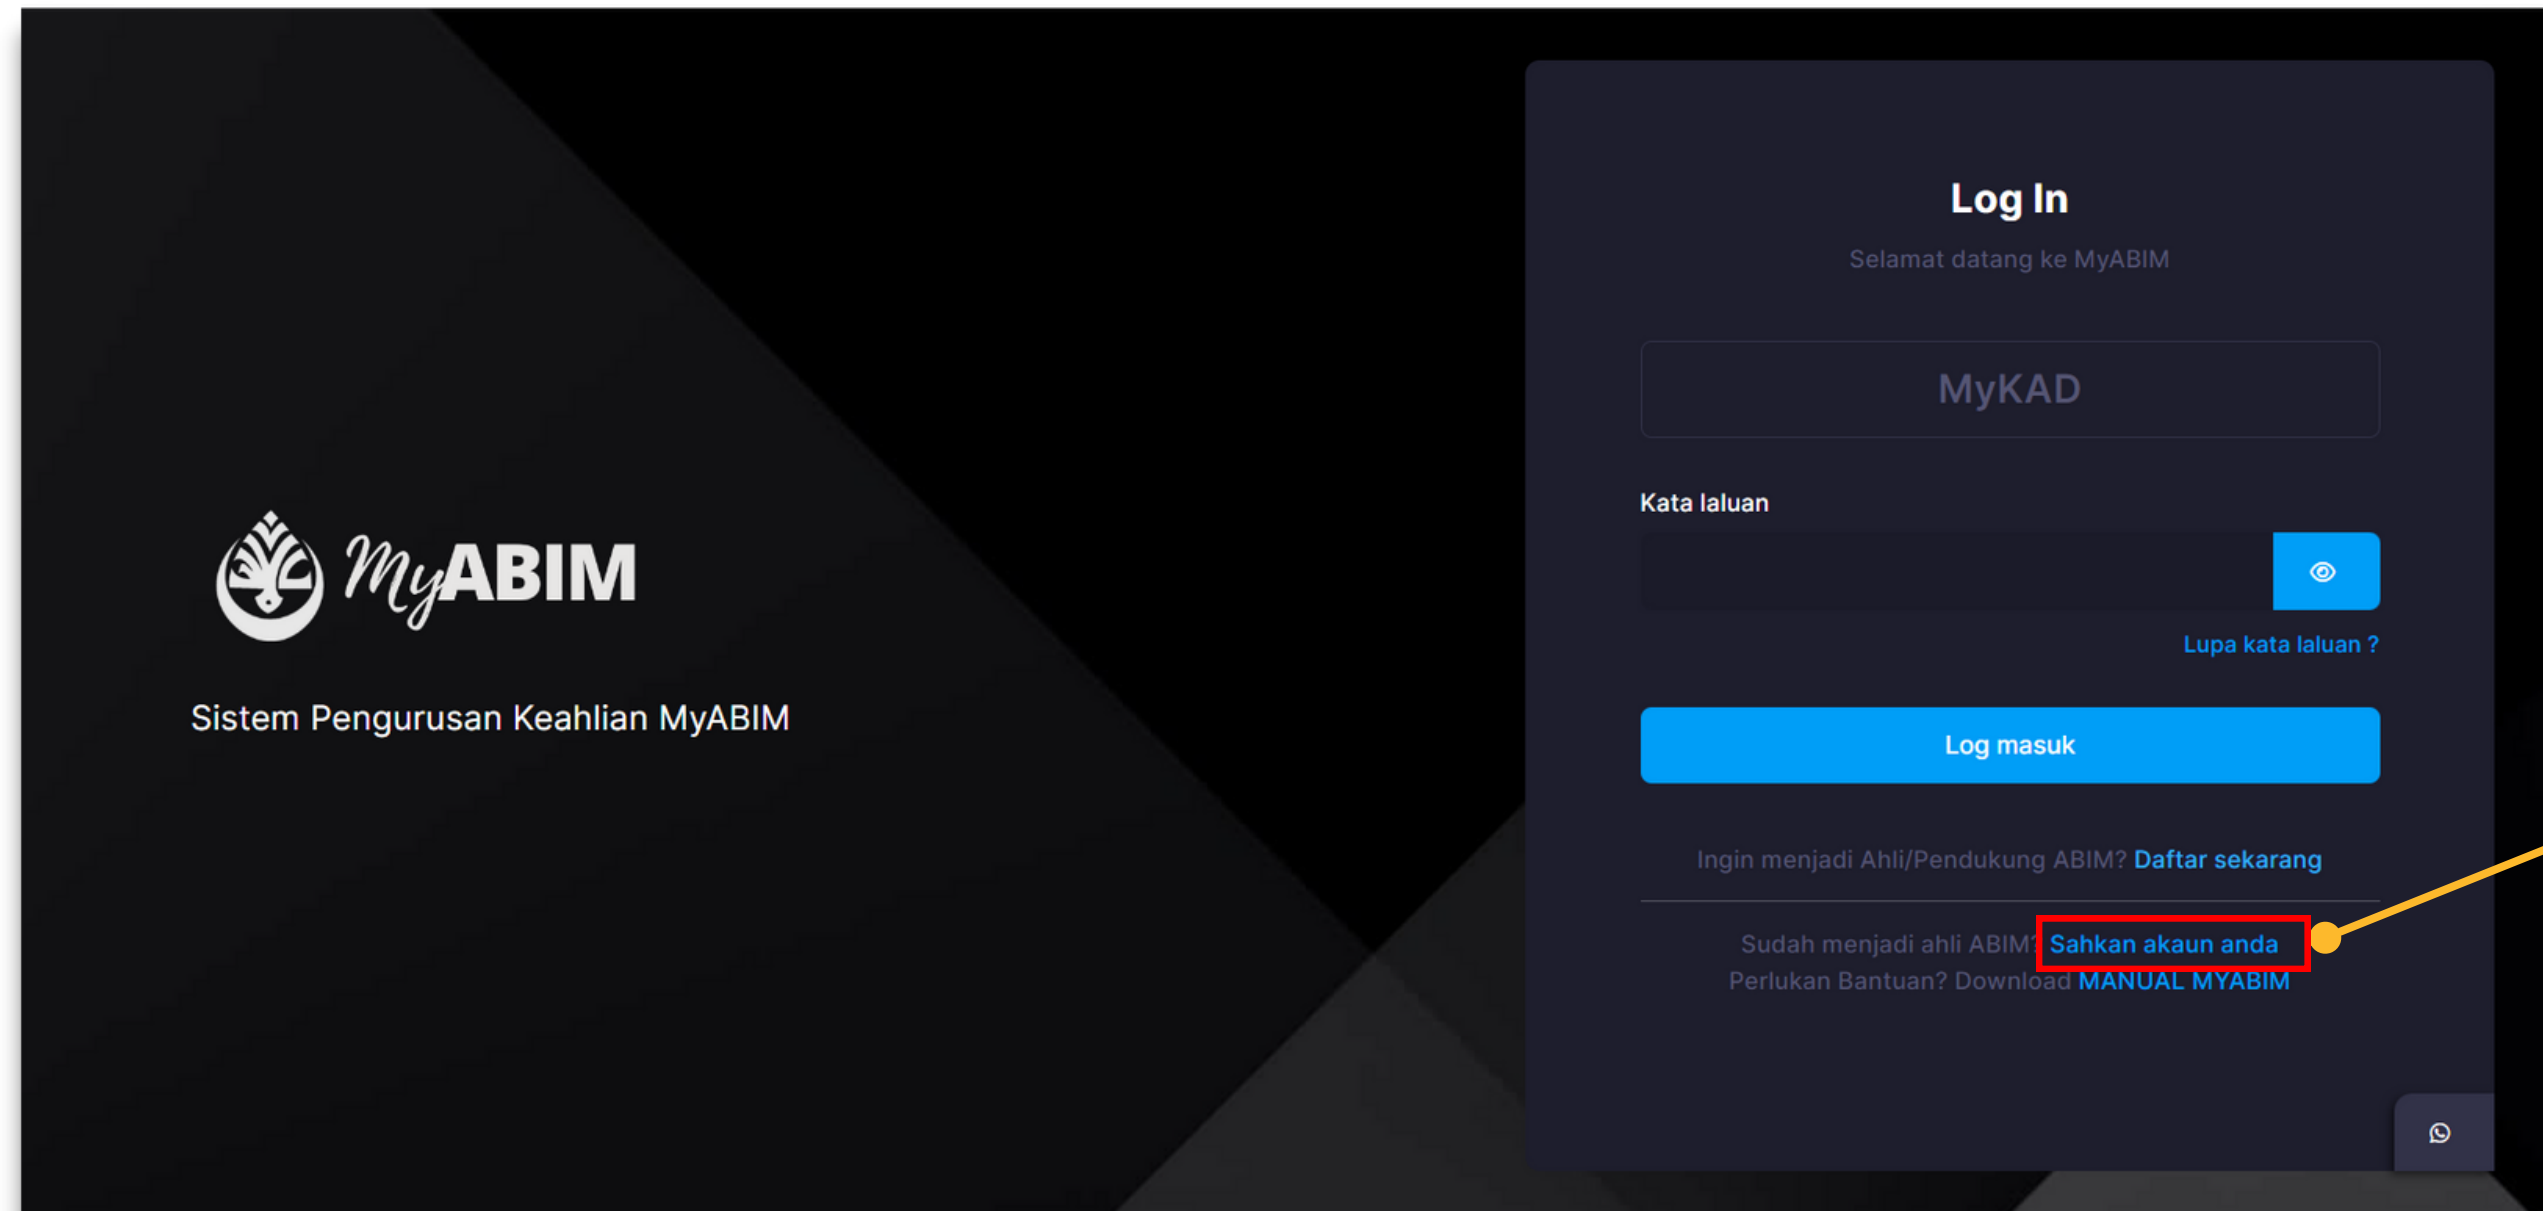 MyABIM
Sistem Pengurusan Keahlian MyABIM
Log In
Selamat datang ke MyABIM
MyKAD
Kata laluan
Lupa kata laluan ?
Log masuk
Ingin menjadi Ahli/Pendukung ABIM? Daftar sekarang
Sudah menjadi ahli ABIM? Sahkan akaun anda
Perlukan Bantuan? Download MANUAL MYABIM